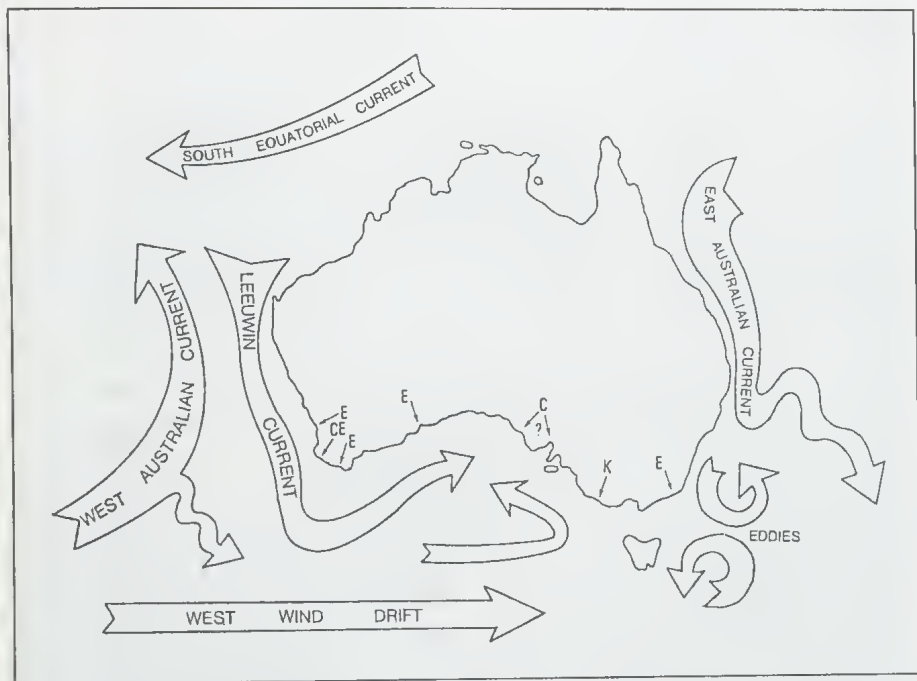 SOUTH EQUATORIAL CURRENT
EAST AUSTRALIAN CURRENT
WEST AUSTRALIAN CURRENT
LEEUWIN CURRENT
E
CE
E
E
C
?
K
E
EDDIES
WEST WIND DRIFT